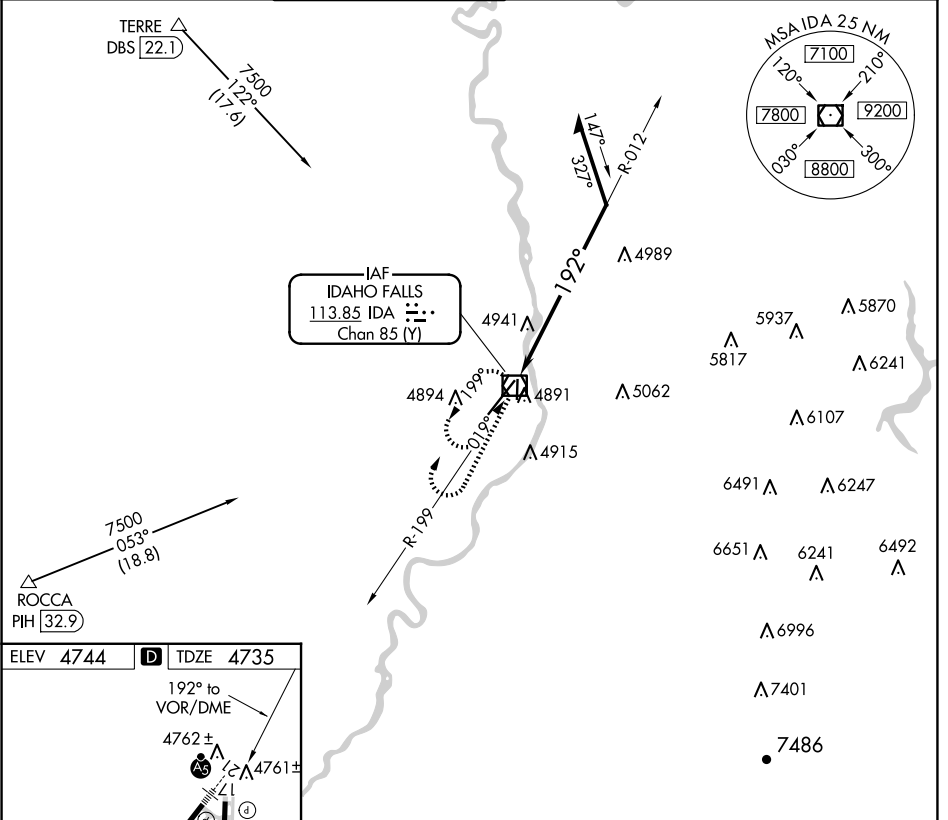 TERRE
DBS 22.1
7500
122°
(17.6)
MSA IDA 25 NM
7100
120°
210°
7800
9200
030°
300°
8800
147°
327°
R-012
192°
4989
IAF
IDAHO FALLS
113.85 IDA
Chan 85 (Y)
4941
5937
5870
5817
6241
4894
199°
4891
5062
6107
019°
4915
6491
6247
R-199
7500
053°
(18.8)
6651
6241
6492
ROCCA
PIH 32.9
6996
ELEV 4744 D TDZE 4735
7401
192° to
VOR/DME
7486
4762±
A5
21
4761±
17
P
P